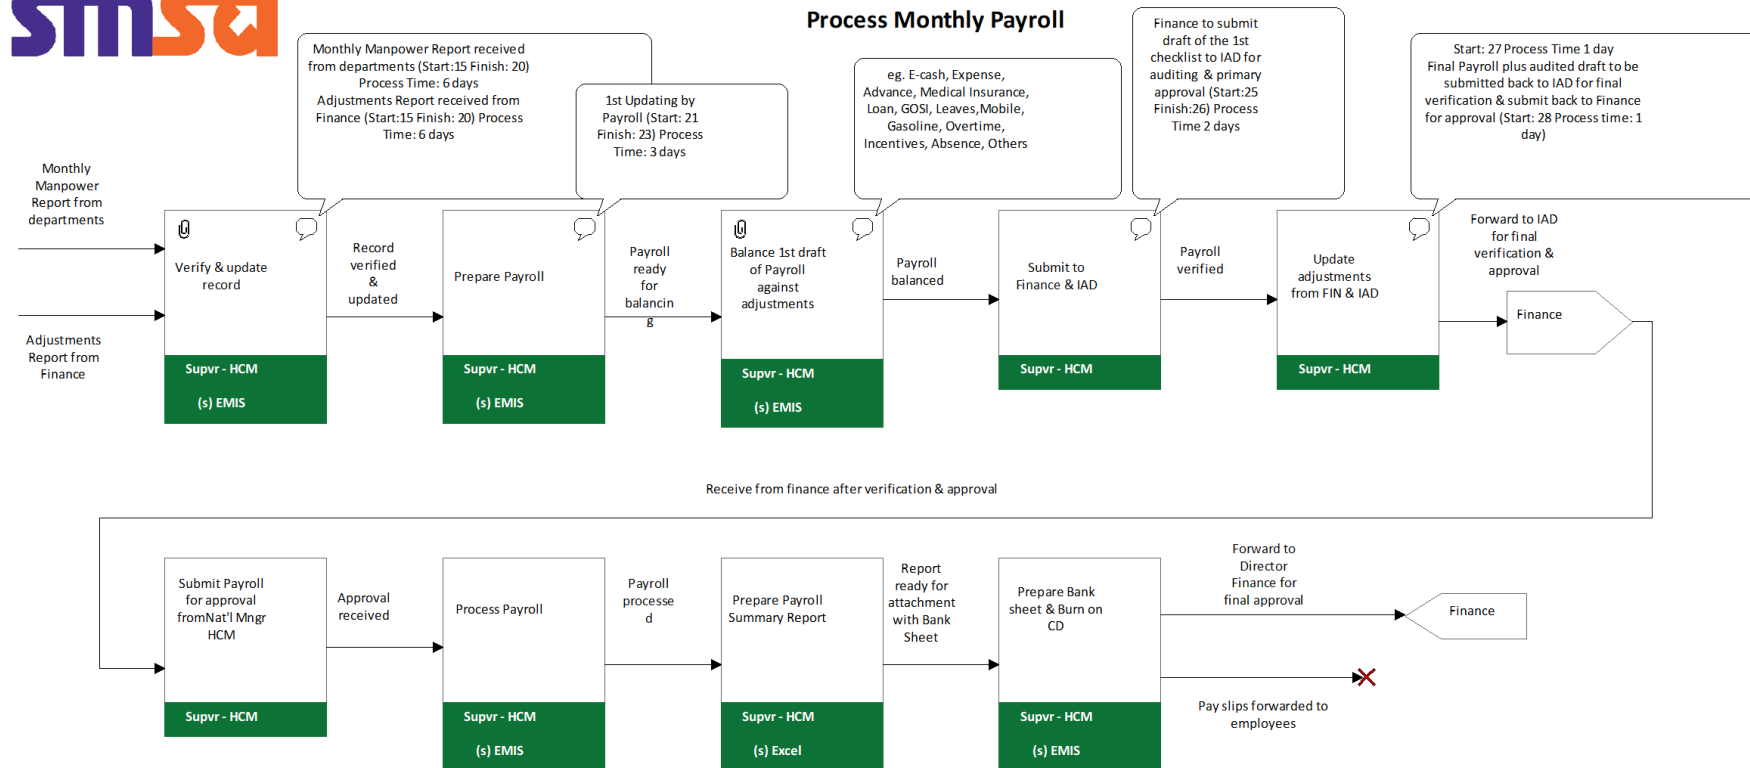 smsa
Process Monthly Payroll
Monthly Manpower Report received
from departments (Start:15 Finish: 20)
Process Time: 6 days
Adjustments Report received from
Finance (Start:15 Finish: 20) Process
Time: 6 days
1st Updating by
Payroll (Start: 21
Finish: 23) Process
Time: 3 days
eg. E-cash, Expense,
Advance, Medical Insurance,
Loan, GOSI, Leaves,Mobile,
Gasoline, Overtime,
Incentives, Absence, Others
Finance to submit
draft of the 1st
checklist to IAD for
auditing & primary
approval (Start:25
Finish:26) Process
Time 2 days
Start: 27 Process Time 1 day
Final Payroll plus audited draft to be
submitted back to IAD for final
verification & submit back to Finance
for approval (Start: 28 Process time: 1
day)
Monthly
Manpower
Report from
departments
Adjustments
Report from
Finance
Verify & update
record
Supvr - HCM
(s) EMIS
Record
verified
&
updated
Prepare Payroll
Supvr - HCM
(s) EMIS
Payroll
ready
for
balancin
g
Balance 1st draft
of Payroll
against
adjustments
Supvr - HCM
(s) EMIS
Payroll
balanced
Submit to
Finance & IAD
Supvr - HCM
Payroll
verified
Update
adjustments
from FIN & IAD
Supvr - HCM
Forward to IAD
for final
verification &
approval
Finance
Receive from finance after verification & approval
Submit Payroll
for approval
fromNat'l Mngr
HCM
Supvr - HCM
Approval
received
Process Payroll
Supvr - HCM
(s) EMIS
Payroll
processe
d
Prepare Payroll
Summary Report
Supvr - HCM
(s) Excel
Report
ready for
attachment
with Bank
Sheet
Prepare Bank
sheet & Burn on
CD
Supvr - HCM
(s) EMIS
Forward to
Director
Finance for
final approval
Finance
Pay slips forwarded to
employees